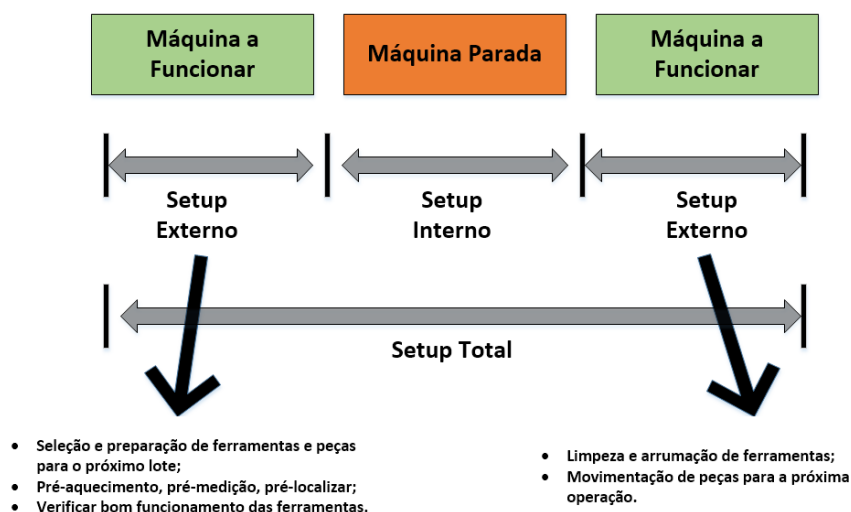 Máquina a
Funcionar
Máquina Parada
Máquina a
Funcionar
Setup
Externo
Setup
Interno
Setup
Externo
Setup Total
• Seleção e preparação de ferramentas e peças
para o próximo lote;
• Pré-aquecimento, pré-medição, pré-localizar;
• Verificar bom funcionamento das ferramentas.
• Limpeza e arrumação de ferramentas;
• Movimentação de peças para a próxima
operação.